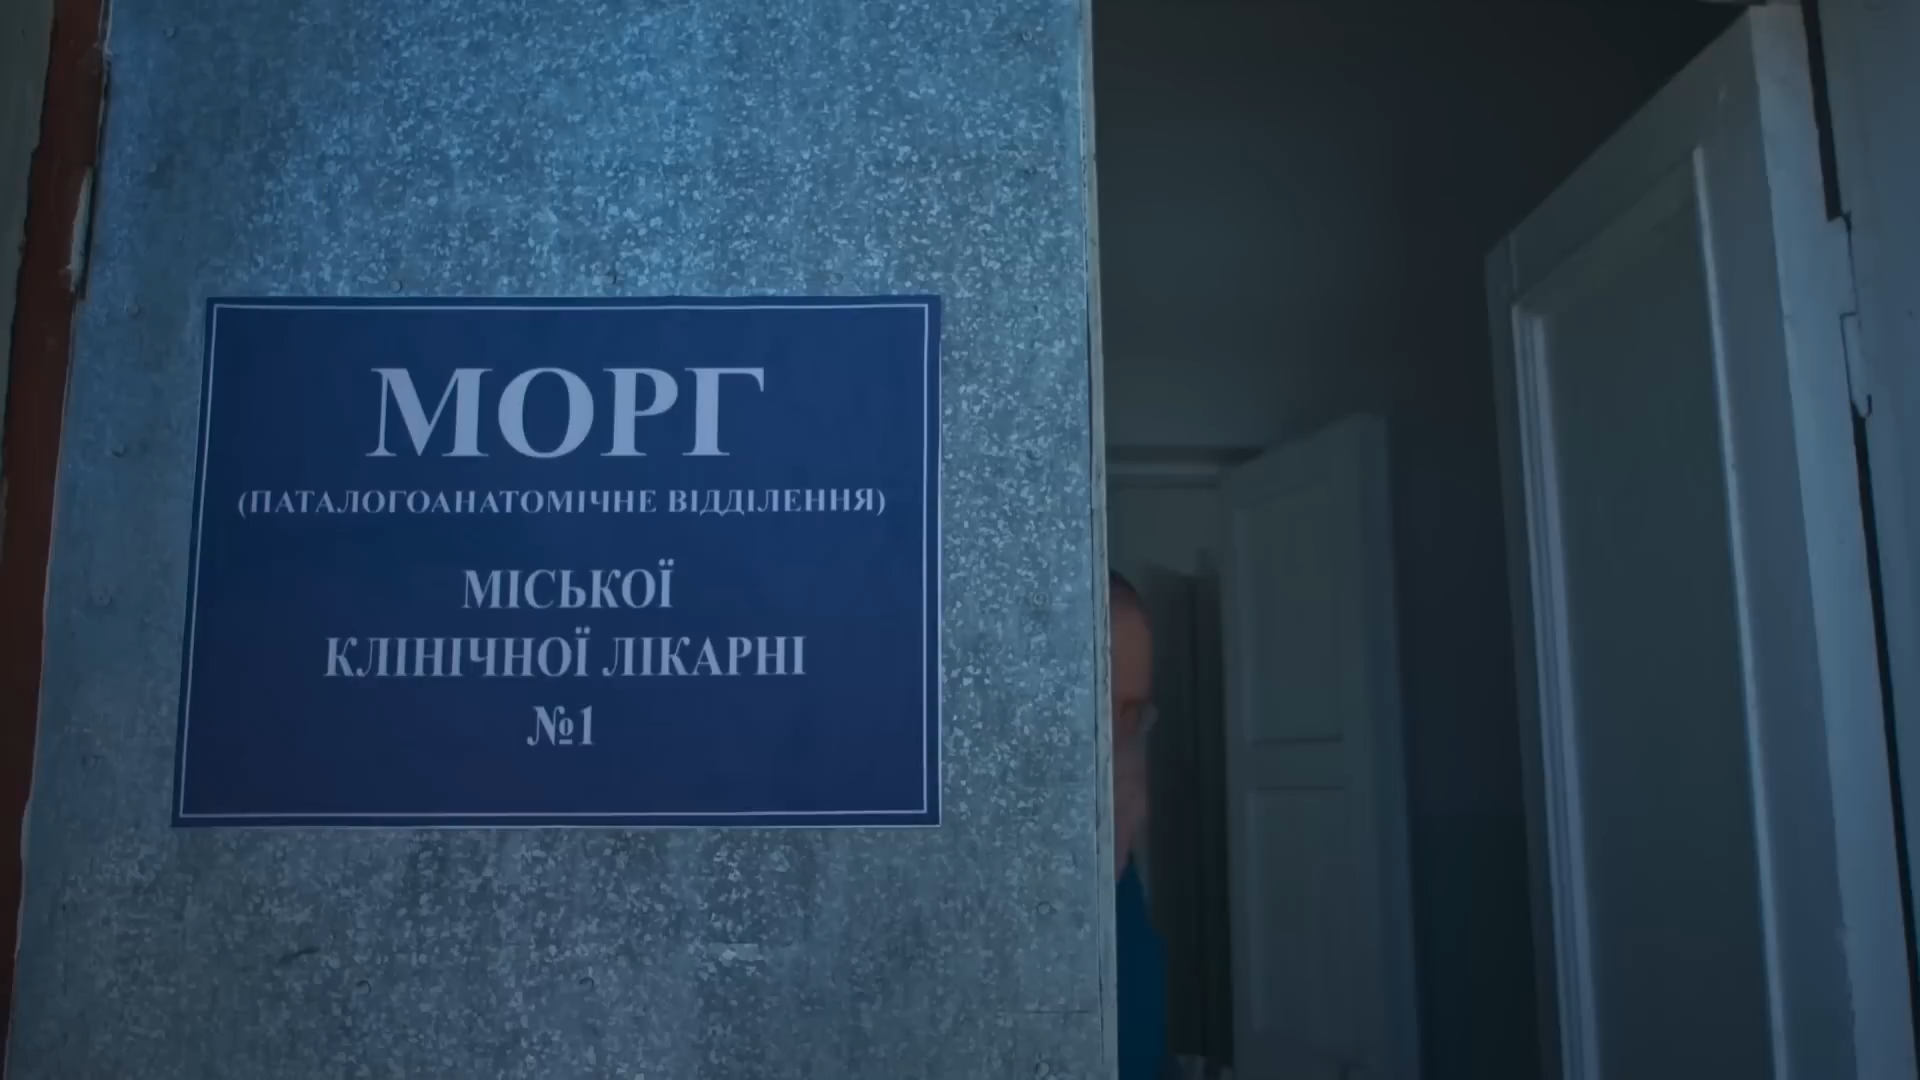 МОРГ
(ПАТАЛОГОАНАТОМІЧНЕ ВІДДІЛЕННЯ)
МІСЬКОЇ
КЛІНІЧНОЇ ЛІКАРНІ
№1